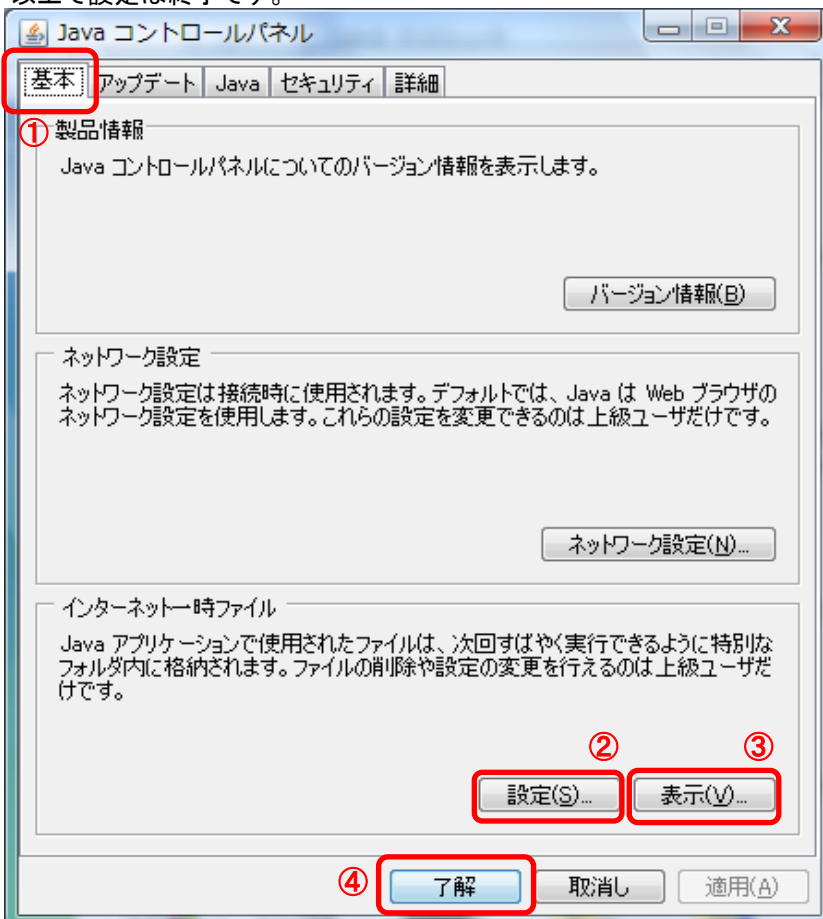 以上で設定は終了です。
Java コントロールパネル
基本 アップデート Java セキュリティ 詳細
①
製品情報
Java コントロールパネルについてのバージョン情報を表示します。
バージョン情報(B)
ネットワーク設定
ネットワーク設定は接続時に使用されます。デフォルトでは、Java は Web ブラウザの
ネットワーク設定を使用します。これらの設定を変更できるのは上級ユーザだけです。
ネットワーク設定(N)...
インターネット一時ファイル
Java アプリケーションで使用されたファイルは、次回すばやく実行できるように特別な
フォルダ内に格納されます。ファイルの削除や設定の変更を行えるのは上級ユーザだ
けです。
② ③
設定(S)... 表示(V)...
④ 了解 取消し 適用(A)